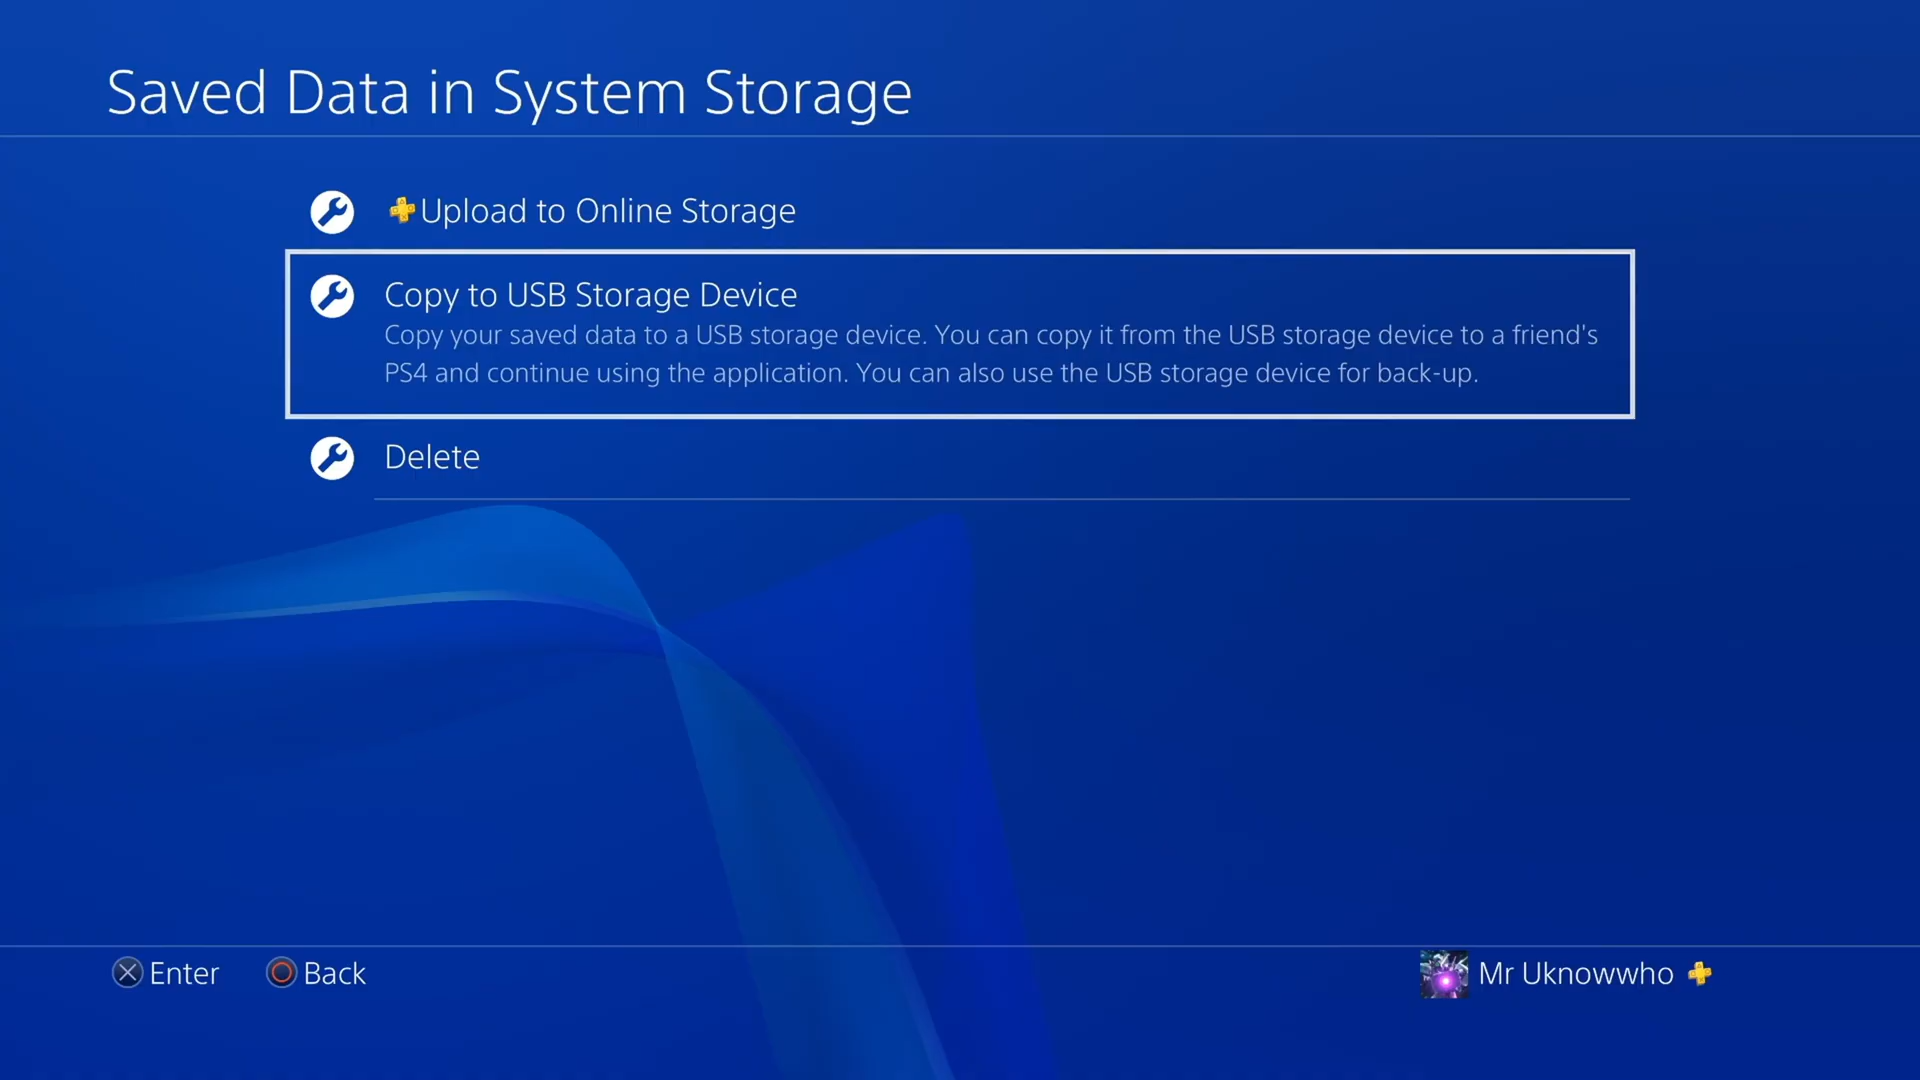 Saved Data in System Storage
Upload to Online Storage
Copy to USB Storage Device
Copy your saved data to a USB storage device. You can copy it from the USB storage device to a friend's
PS4 and continue using the application. You can also use the USB storage device for back-up.
Delete
Enter Back Mr Uknowwho